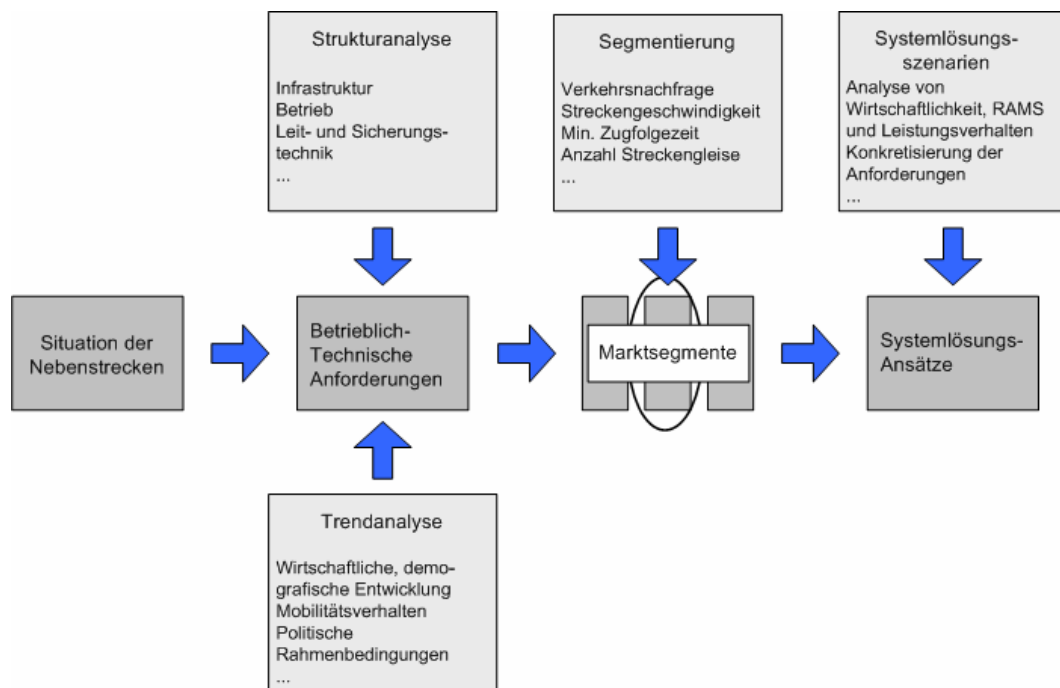 Strukturanalyse
Infrastruktur
Betrieb
Leit- und Sicherungs-
technik
...
Segmentierung
Verkehrsnachfrage
Streckengeschwindigkeit
Min. Zugfolgezeit
Anzahl Streckengleise
...
Systemlösungs-
szenarien
Analyse von
Wirtschaftlichkeit, RAMS
und Leistungsverhalten
Konkretisierung der
Anforderungen
...
Situation der
Nebenstrecken
Betrieblich-
Technische
Anforderungen
Marktsegmente
Systemlösungs-
Ansätze
Trendanalyse
Wirtschaftliche, demo-
grafische Entwicklung
Mobilitätsverhalten
Politische
Rahmenbedingungen
...